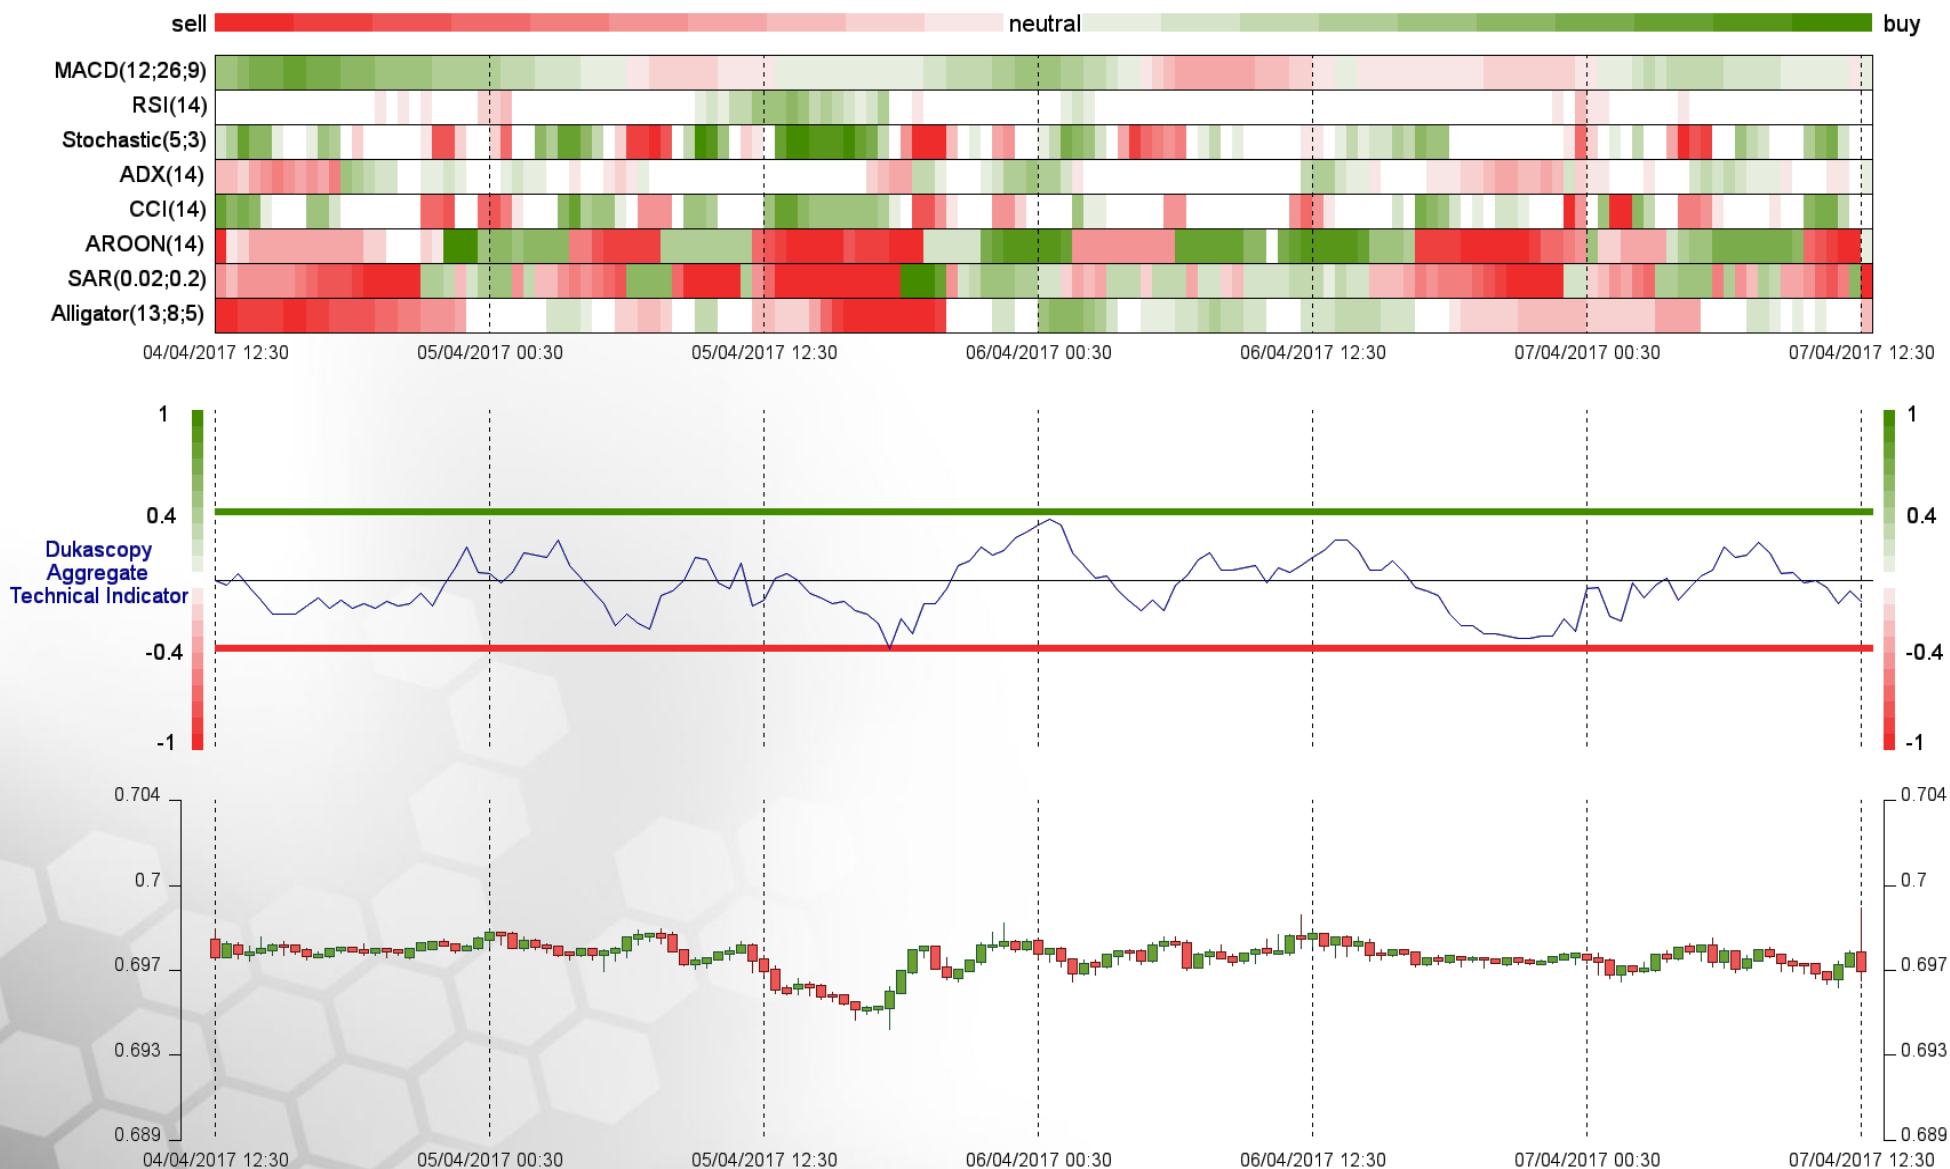 sell neutral buy
MACD(12;26;9)
RSI(14)
Stochastic(5;3)
ADX(14)
CCI(14)
AROON(14)
SAR(0.02;0.2)
Alligator(13;8;5)
04/04/2017 12:30 05/04/2017 00:30 05/04/2017 12:30 06/04/2017 00:30 06/04/2017 12:30 07/04/2017 00:30 07/04/2017 12:30
1 1
0.4 0.4
Dukascopy
Aggregate
Technical Indicator
-0.4 -0.4
-1 -1
0.704 0.704
0.7 0.7
0.697 0.697
0.693 0.693
0.689 0.689
04/04/2017 12:30 05/04/2017 00:30 05/04/2017 12:30 06/04/2017 00:30 06/04/2017 12:30 07/04/2017 00:30 07/04/2017 12:30